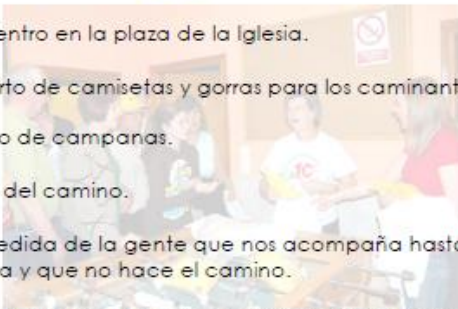 entro en la plaza de la Iglesia.
rto de camisetas y gorras para los caminant
o de campanas.
del camino.
edida de la gente que nos acompaña hasta
a y que no hace el camino.